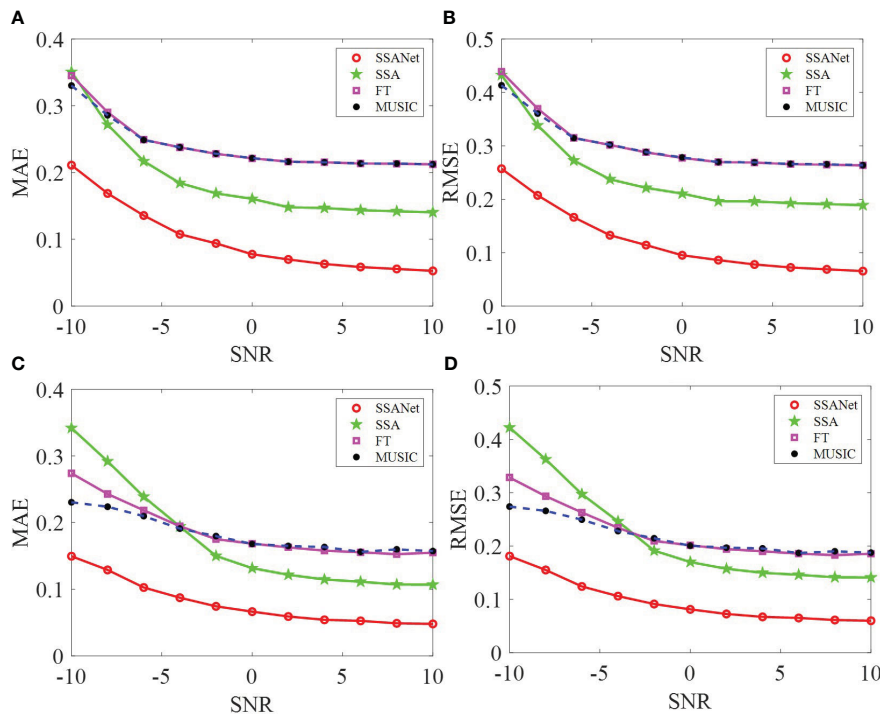 A
0.4
0.3
0.2
0.1
0
MAE
-10
-5
0
5
10
SNR
SSANet
SSA
FT
MUSIC
B
0.5
0.4
0.3
0.2
0.1
0
RMSE
-10
-5
0
5
10
SNR
SSANet
SSA
FT
MUSIC
C
0.4
0.3
0.2
0.1
0
MAE
-10
-5
0
5
10
SNR
SSANet
SSA
FT
MUSIC
D
0.5
0.4
0.3
0.2
0.1
0
RMSE
-10
-5
0
5
10
SNR
SSANet
SSA
FT
MUSIC